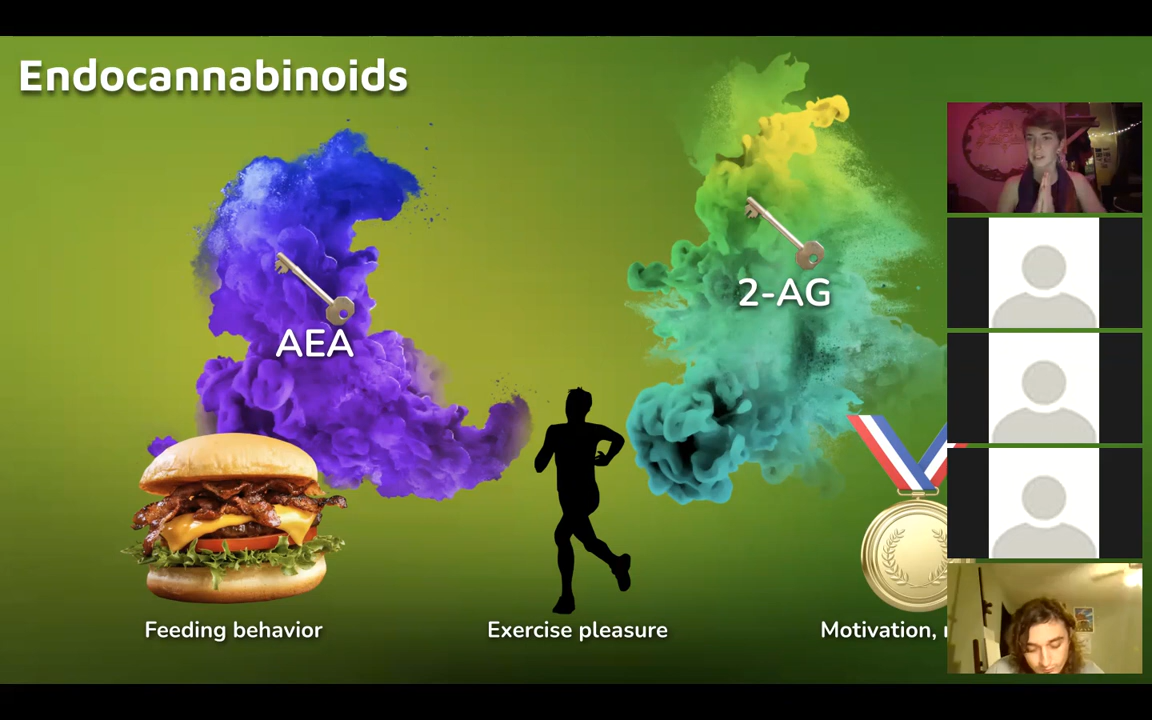 Endocannabinoids
AEA
2-AG
Feeding behavior
Exercise pleasure
Motivation,